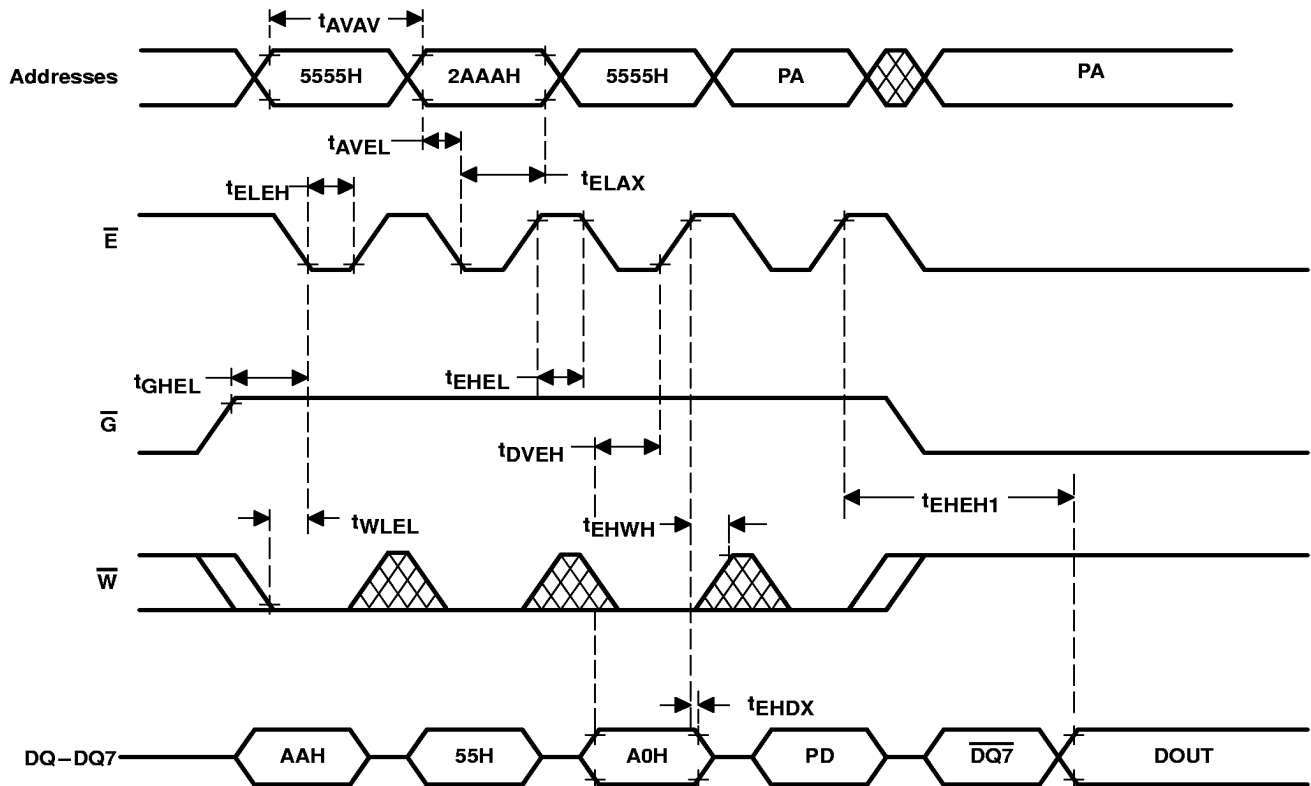 tAVAV
Addresses 5555H 2AAAH 5555H PA PA
tAVEL
tELAX
tELEH
E̅
tGHEL tEHEL
G̅
tDVEH
tEHEH1
tWLEL tEHWH
W̅
tEHDX
DQ–DQ7 AAH 55H A0H PD D̅Q̅7̅ DOUT